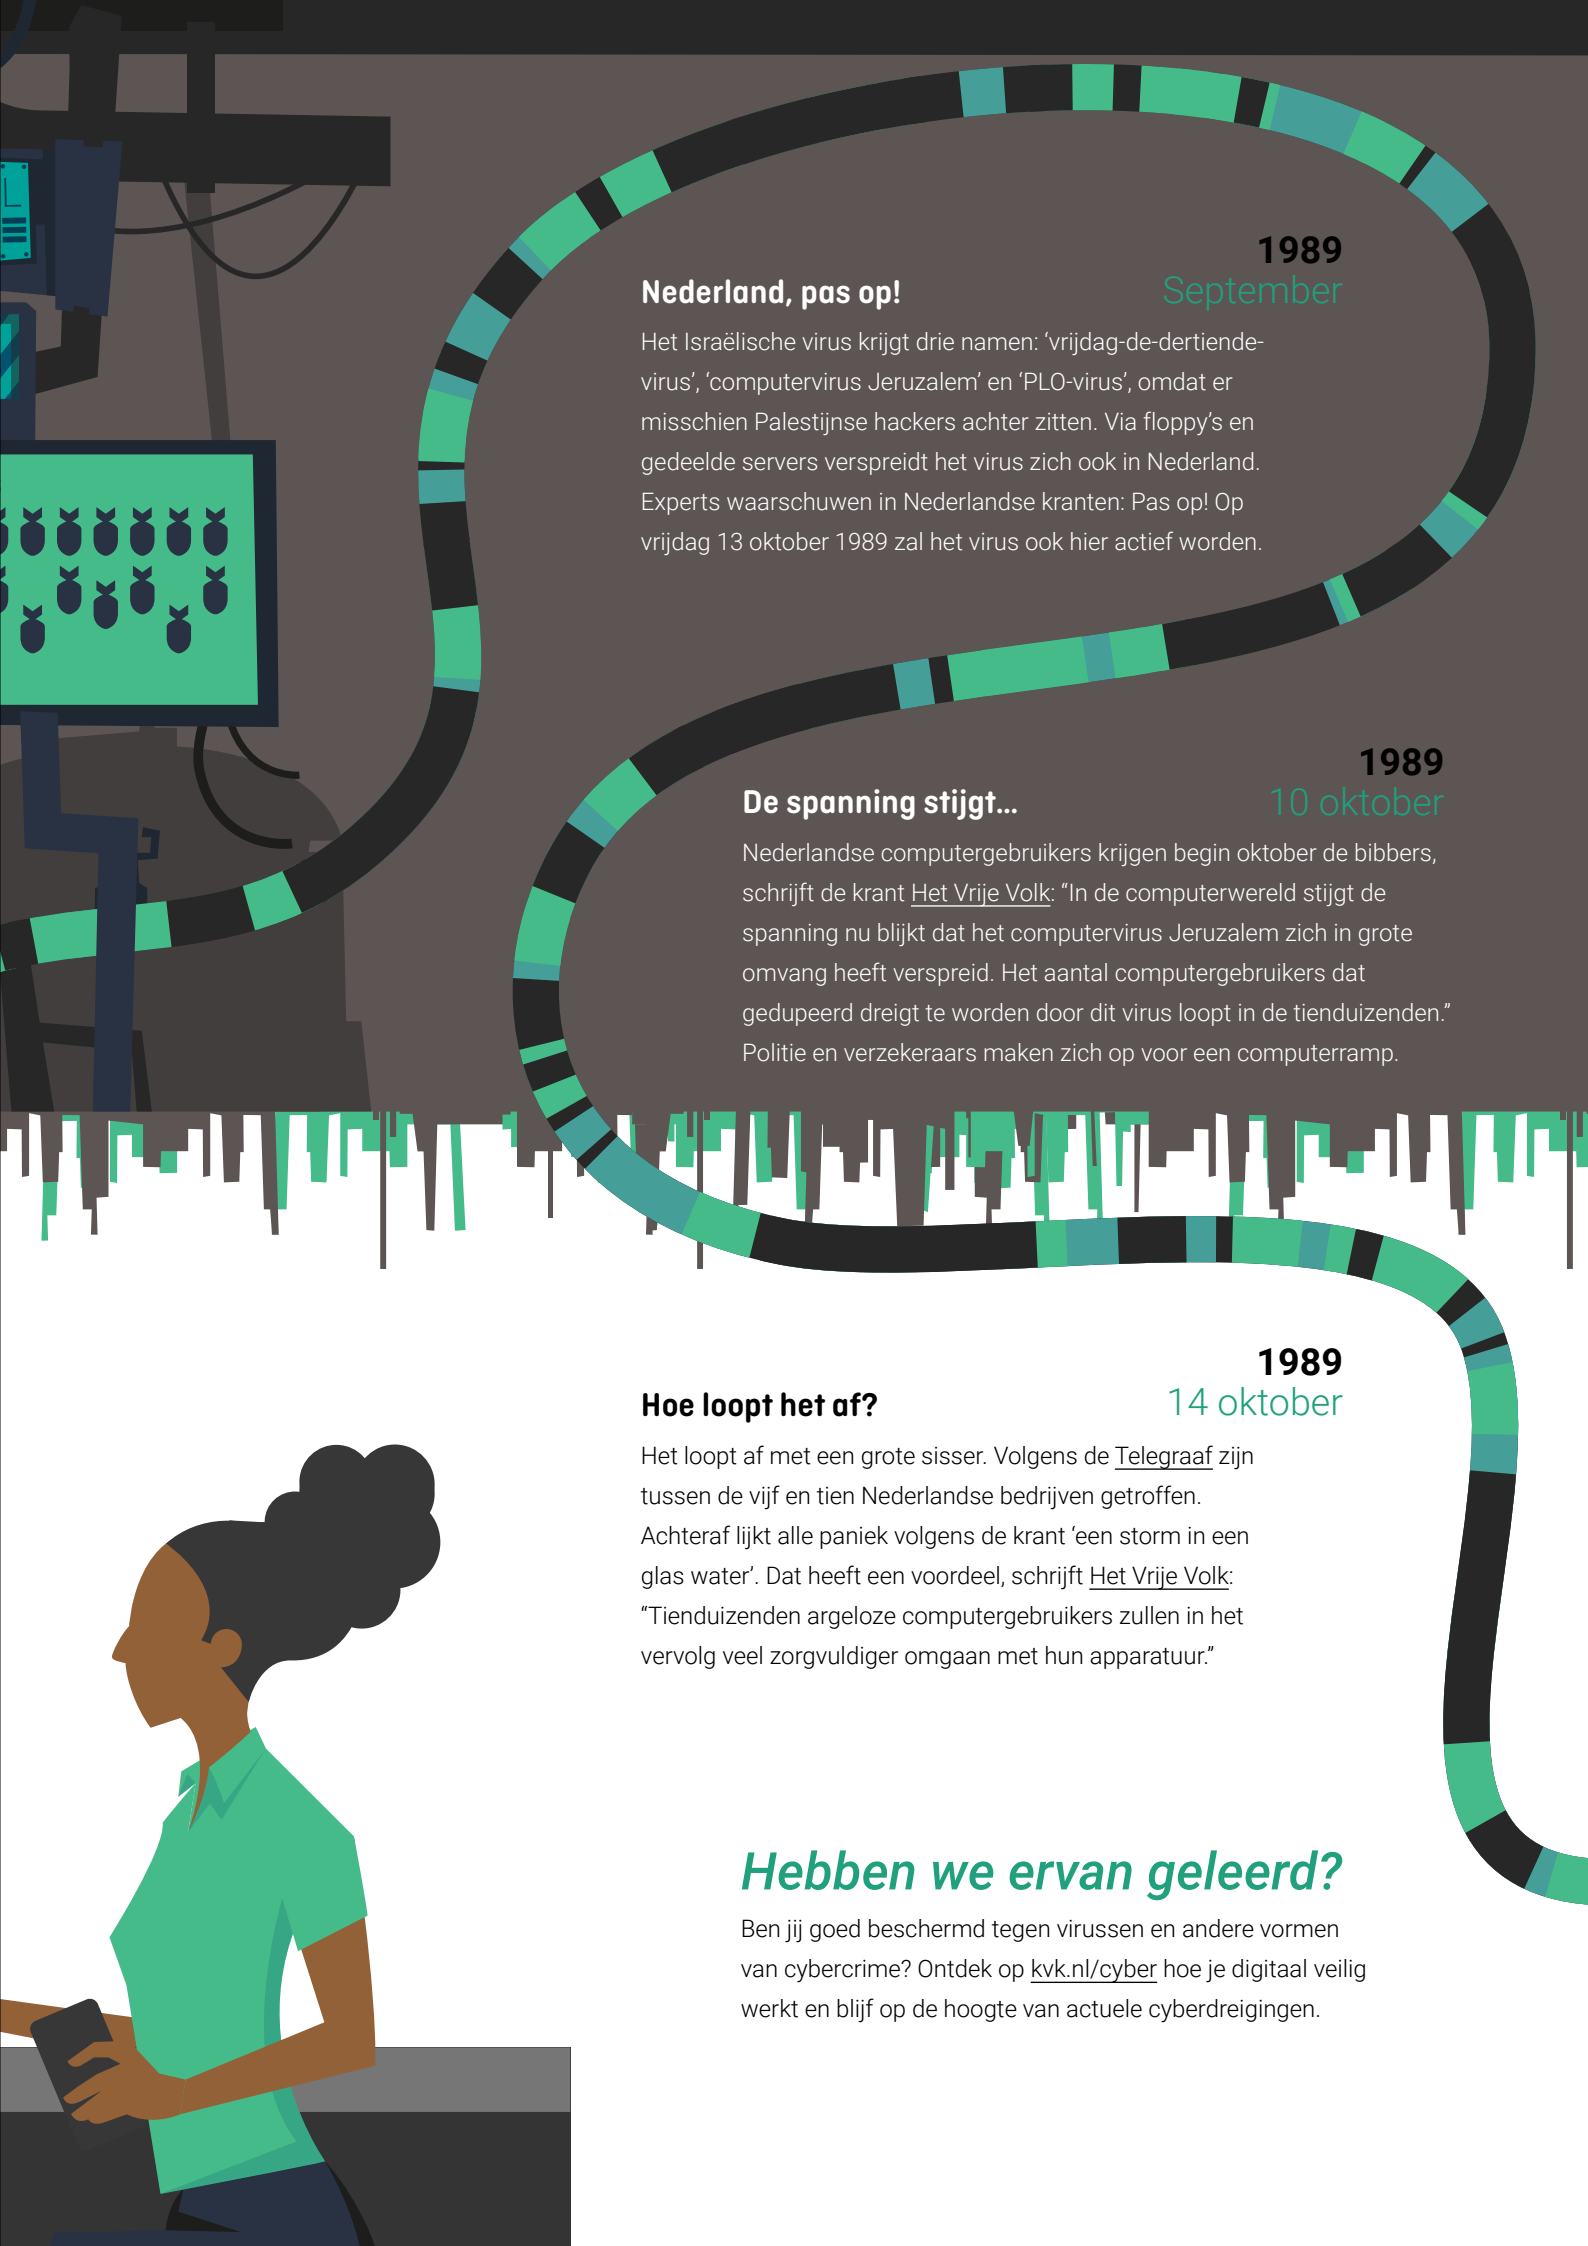 1989
September
Nederland, pas op!
Het Israëlische virus krijgt drie namen: ‘vrijdag-de-dertiende-
virus’, ‘computervirus Jeruzalem’ en ‘PLO-virus’, omdat er
misschien Palestijnse hackers achter zitten. Via floppy’s en
gedeelde servers verspreidt het virus zich ook in Nederland.
Experts waarschuwen in Nederlandse kranten: Pas op! Op
vrijdag 13 oktober 1989 zal het virus ook hier actief worden.
1989
10 oktober
De spanning stijgt...
Nederlandse computergebruikers krijgen begin oktober de bibbers,
schrijft de krant Het Vrije Volk: “In de computerwereld stijgt de
spanning nu blijkt dat het computervirus Jeruzalem zich in grote
omvang heeft verspreid. Het aantal computergebruikers dat
gedupeerd dreigt te worden door dit virus loopt in de tienduizenden.”
Politie en verzekeraars maken zich op voor een computerramp.
1989
14 oktober
Hoe loopt het af?
Het loopt af met een grote sisser. Volgens de Telegraaf zijn
tussen de vijf en tien Nederlandse bedrijven getroffen.
Achteraf lijkt alle paniek volgens de krant ‘een storm in een
glas water’. Dat heeft een voordeel, schrijft Het Vrije Volk:
“Tienduizenden argeloze computergebruikers zullen in het
vervolg veel zorgvuldiger omgaan met hun apparatuur.”
Hebben we ervan geleerd?
Ben jij goed beschermd tegen virussen en andere vormen
van cybercrime? Ontdek op kvk.nl/cyber hoe je digitaal veilig
werkt en blijf op de hoogte van actuele cyberdreigingen.